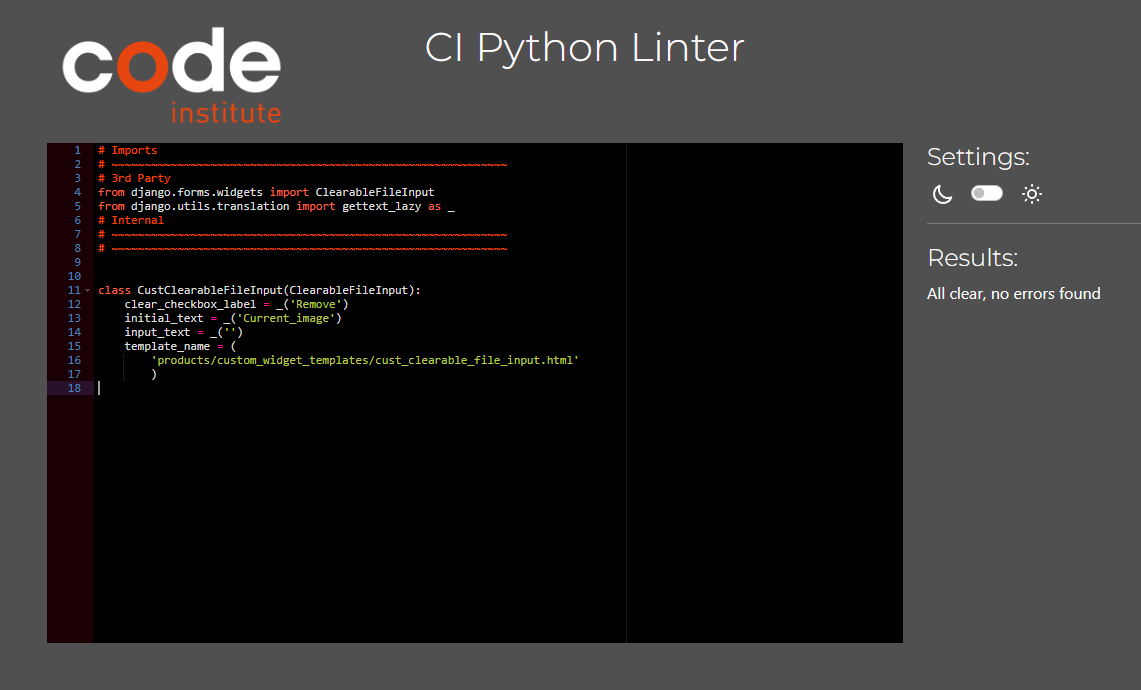 code
institute
CI Python Linter
1 # Imports
2 # ~~~~~~~~~~~~~~~~~~~~~~~~~~~~~~~~~~~~~~~~~~~~~~~~~~~~~~~~~~~~
3 # 3rd Party
4 from django.forms.widgets import ClearableFileInput
5 from django.utils.translation import gettext_lazy as _
6 # Internal
7 # ~~~~~~~~~~~~~~~~~~~~~~~~~~~~~~~~~~~~~~~~~~~~~~~~~~~~~~~~~~~~
8 # ~~~~~~~~~~~~~~~~~~~~~~~~~~~~~~~~~~~~~~~~~~~~~~~~~~~~~~~~~~~~
9
10
11 class CustClearableFileInput(ClearableFileInput):
12     clear_checkbox_label = _('Remove')
13     initial_text = _('Current_image')
14     input_text = _('')
15     template_name = (
16         'products/custom_widget_templates/cust_clearable_file_input.html'
17         )
18
Settings:
Results:
All clear, no errors found